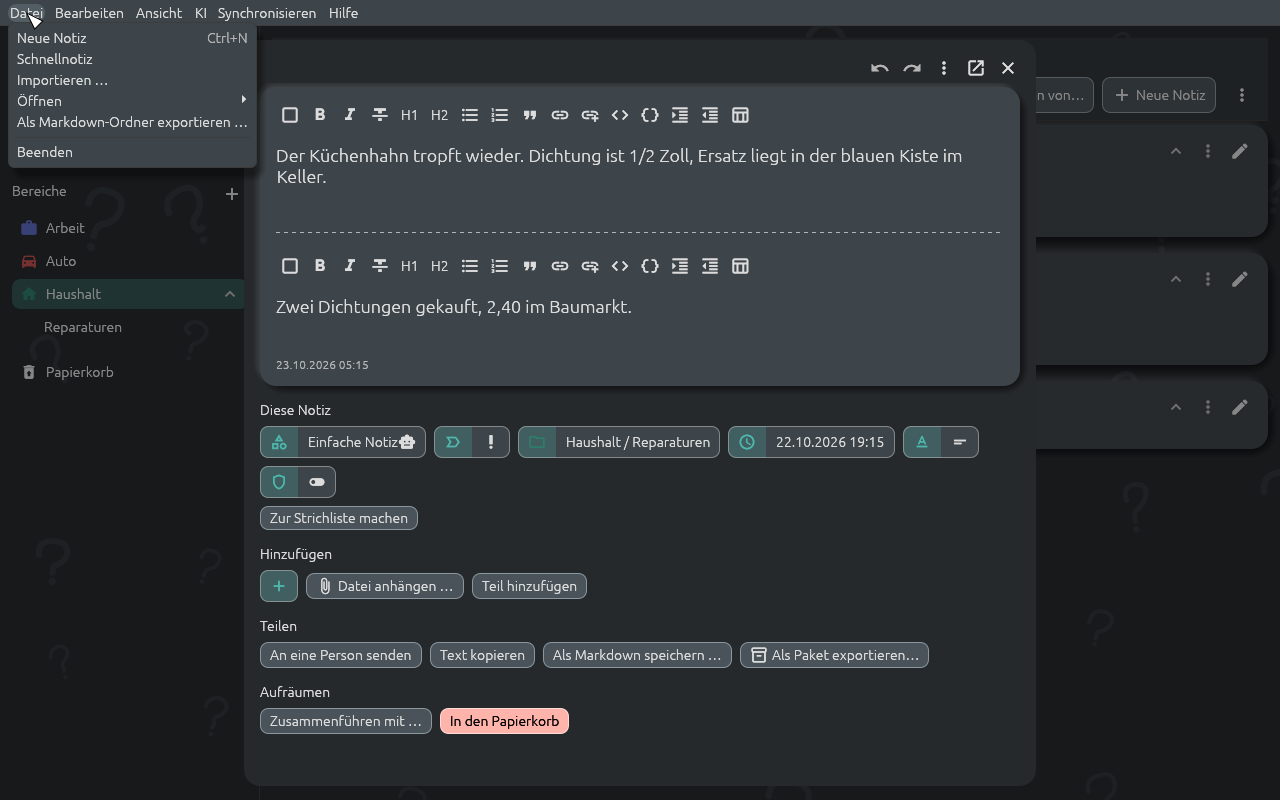 Datei Bearbeiten Ansicht KI Synchronisieren Hilfe
Neue Notiz Ctrl+N
Schnellnotiz
Importieren …
Öffnen
Als Markdown-Ordner exportieren …
Beenden
Bereiche
Arbeit
Auto
Haushalt
Reparaturen
Papierkorb
n von…
Neue Notiz
H1 H2
Der Küchenhahn tropft wieder. Dichtung ist 1/2 Zoll, Ersatz liegt in der blauen Kiste im
Keller.
H1 H2
Zwei Dichtungen gekauft, 2,40 im Baumarkt.
23.10.2026 05:15
Diese Notiz
Einfache Notiz
Haushalt / Reparaturen
22.10.2026 19:15
Zur Strichliste machen
Hinzufügen
Datei anhängen …
Teil hinzufügen
Teilen
An eine Person senden
Text kopieren
Als Markdown speichern …
Als Paket exportieren…
Aufräumen
Zusammenführen mit …
In den Papierkorb